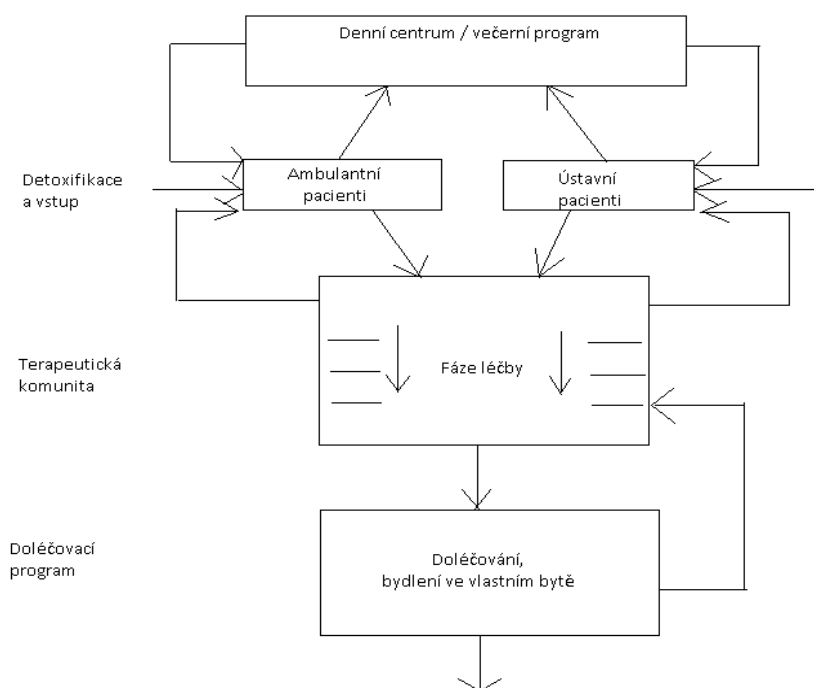 Denní centrum / večerní program
Detoxifikace
a vstup
Ambulantní
pacienti
Ústavní
pacienti
Terapeutická
komunita
Fáze léčby
Doléčovací
program
Doléčování,
bydlení ve vlastním bytě